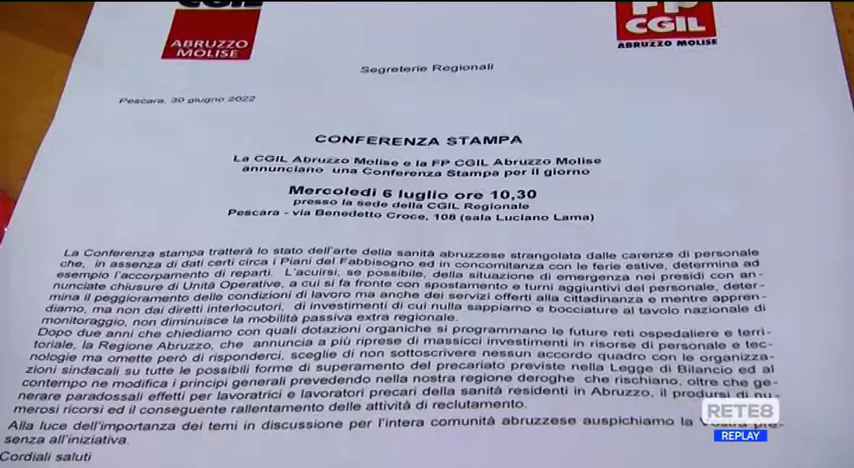 CGIL
ABRUZZO
MOLISE
FP
CGIL
ABRUZZO MOLISE
Segreterie Regionali
Pescara, 30 giugno 2022
CONFERENZA STAMPA
La CGIL Abruzzo Molise e la FP CGIL Abruzzo Molise
annunciano una Conferenza Stampa per il giorno
Mercoledì 6 luglio ore 10,30
presso la sede della CGIL Regionale
Pescara - via Benedetto Croce, 108 (sala Luciano Lama)
La Conferenza stampa tratterà lo stato dell'arte della sanità abruzzese strangolata dalle carenze di personale
che, in assenza di dati certi circa i Piani del Fabbisogno ed in concomitanza con le ferie estive, determina ad
esempio l'accorpamento di reparti. L'acuirsi, se possibile, della situazione di emergenza nei presidi con an-
nunciate chiusure di Unità Operative, a cui si fa fronte con spostamento e turni aggiuntivi del personale, deter-
mina il peggioramento delle condizioni di lavoro ma anche dei servizi offerti alla cittadinanza e mentre appren-
diamo, ma non dai diretti interlocutori, di investimenti di cui nulla sappiamo e bocciature al tavolo nazionale di
monitoraggio, non diminuisce la mobilità passiva extra regionale.
Dopo due anni che chiediamo con quali dotazioni organiche si programmano le future reti ospedaliere e terri-
toriale, la Regione Abruzzo, che annuncia a più riprese di massicci investimenti in risorse di personale e tec-
nologie ma omette però di risponderci, sceglie di non sottoscrivere nessun accordo quadro con le organizza-
zioni sindacali su tutte le possibili forme di superamento del precariato previste nella Legge di Bilancio ed al
contempo ne modifica i principi generali prevedendo nella nostra regione deroghe che rischiano, oltre che ge-
nerare paradossali effetti per lavoratrici e lavoratori precari della sanità residenti in Abruzzo, il prodursi di nu-
merosi ricorsi ed il conseguente rallentamento delle attività di reclutamento.
Alla luce dell'importanza dei temi in discussione per l'intera comunità abruzzese auspichiamo la Vostra pre-
senza all'iniziativa.
Cordiali saluti
RETE8
REPLAY